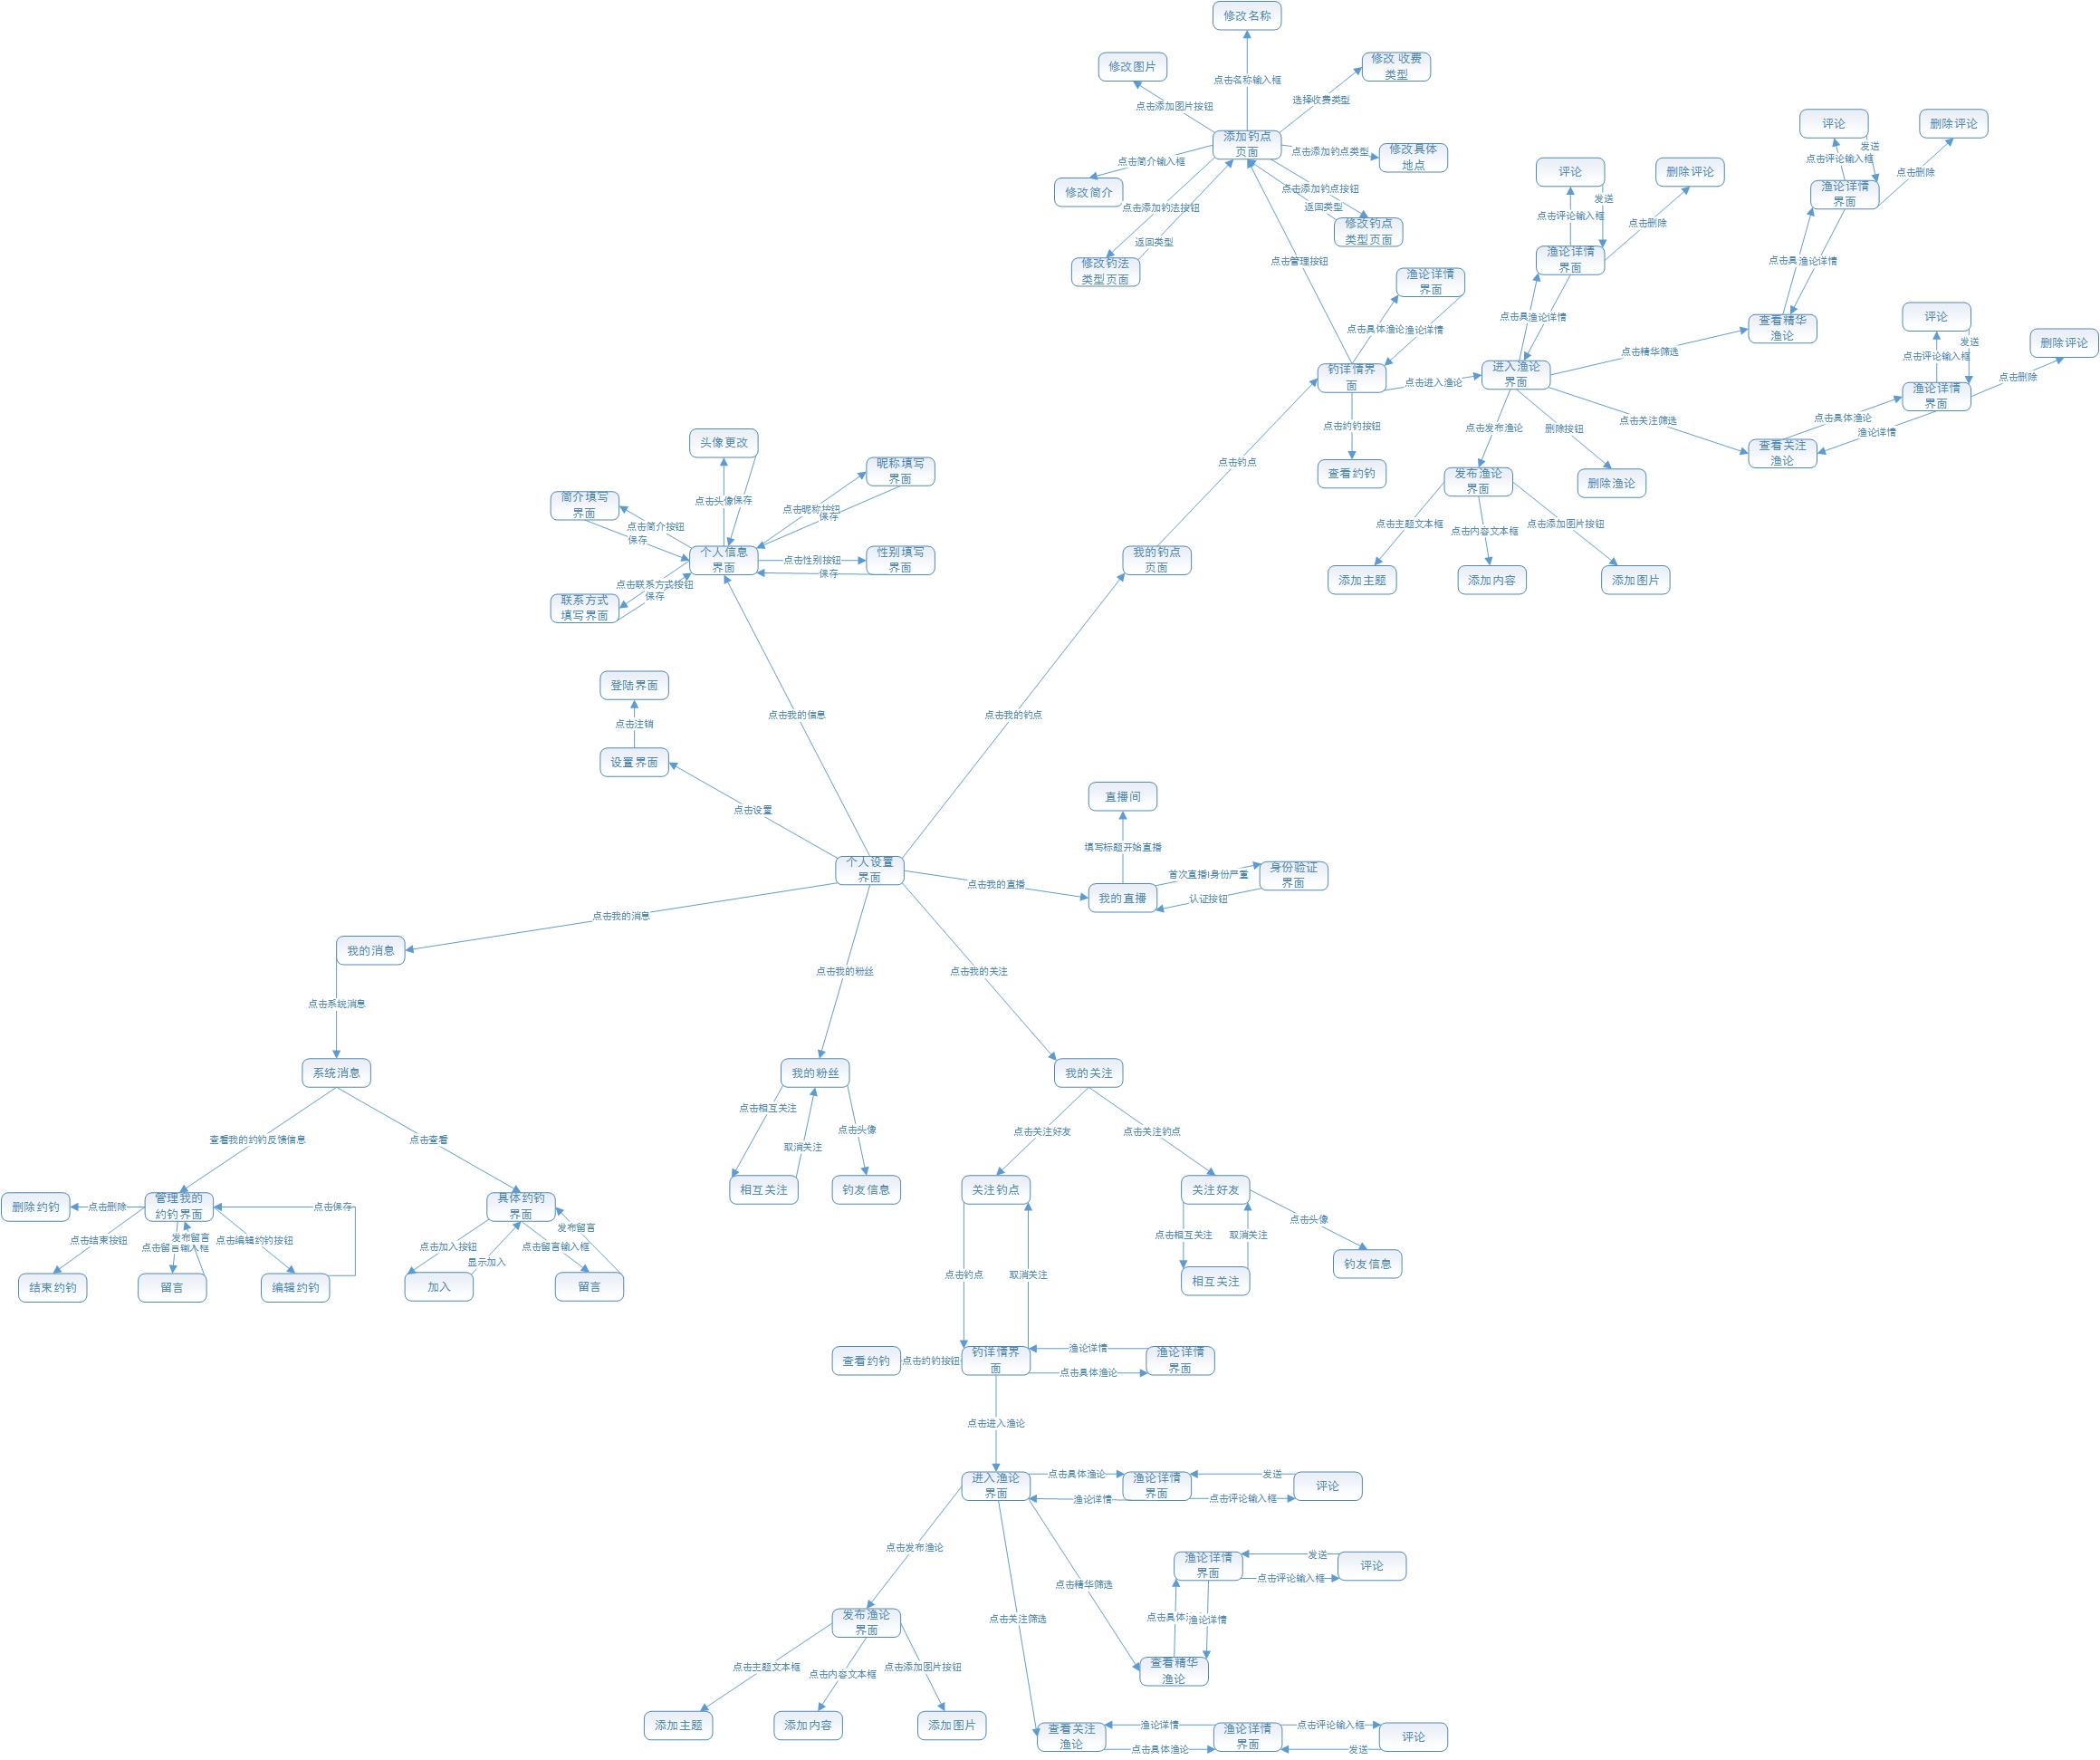 修改名称
修改图片
修改 收费
类型
点击名称输入框
选择收费类型
点击添加图片按钮
添加钓点
页面
点击简介输入框
点击添加钓点类型
修改具体
地点
修改简介
点击添加钓法按钮
点击添加钓点按钮
返回类型
返回类型
修改钓点
类型页面
修改钓法
类型页面
点击管理按钮
渔论详情
界面
点击具体渔论
渔论详情
钓详情界
面
点击进入渔论
点击约钓按钮
查看约钓
点击钓点
评论
删除评论
发送
点击评论输入框
点击删除
渔论详情
界面
点击具
渔论详情
进入渔论
界面
点击精华筛选
点击关注筛选
点击发布渔论
删除按钮
删除渔论
发布渔论
界面
点击主题文本框
点击内容文本框
点击添加图片按钮
添加主题
添加内容
添加图片
评论
删除评论
发送
点击评论输入框
点击删除
渔论详情
界面
点击具
渔论详情
查看精华
渔论
评论
删除评论
发送
点击评论输入框
点击删除
渔论详情
界面
点击具体渔论
渔论详情
查看关注
渔论
头像更改
昵称填写
界面
简介填写
界面
点击头像
保存
点击昵称按钮
保存
点击简介按钮
保存
个人信息
界面
点击性别按钮
保存
性别填写
界面
点击联系方式按钮
保存
联系方式
填写界面
我的钓点
页面
登陆界面
点击注销
设置界面
点击设置
点击我的信息
点击我的钓点
直播间
填写标题开始直播
个人设置
界面
点击我的直播
首次直播!身份严重
身份验证
界面
我的直播
认证按钮
点击我的消息
我的消息
点击我的粉丝
点击我的关注
点击系统消息
系统消息
我的粉丝
我的关注
查看我的约钓反馈信息
点击查看
点击相互关注
取消关注
点击头像
点击关注好友
点击关注钓点
删除约钓
点击删除
管理我的
约钓界面
点击保存
具体约钓
界面
相互关注
钓友信息
关注钓点
关注好友
点击结束按钮
发布留言
点击留言输入框
点击编辑约钓按钮
点击加入按钮
显示加入
点击留言输入框
发布留言
点击相互关注
取消关注
点击头像
钓友信息
结束约钓
留言
编辑约钓
加入
留言
点击钓点
取消关注
相互关注
查看约钓
点击约钓按钮
钓详情界
面
渔论详情
点击具体渔论
渔论详情
界面
点击进入渔论
进入渔论
界面
点击具体渔论
渔论详情
渔论详情
界面
发送
点击评论输入框
评论
点击发布渔论
点击精华筛选
点击关注筛选
渔论详情
界面
发送
点击评论输入框
评论
点击具体
渔论详情
查看精华
渔论
发布渔论
界面
点击主题文本框
点击内容文本框
点击添加图片按钮
添加主题
添加内容
添加图片
查看关注
渔论
渔论详情
点击具体渔论
渔论详情
界面
点击评论输入框
发送
评论